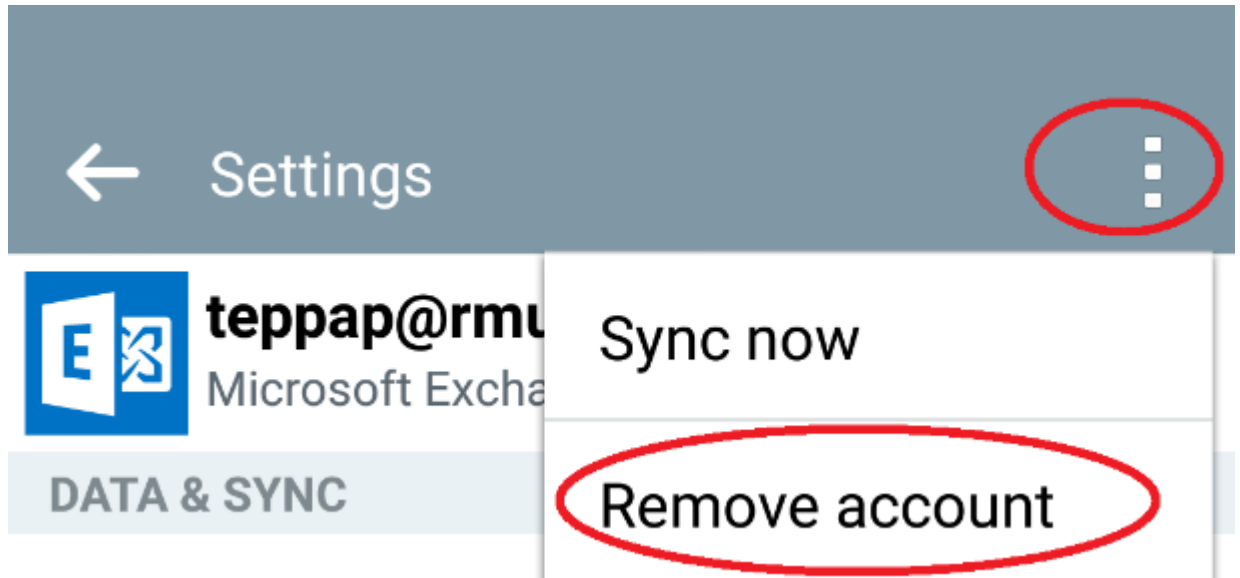 Settings
teppap@rmu
Sync now
Microsoft Excha
DATA & SYNC
Remove account